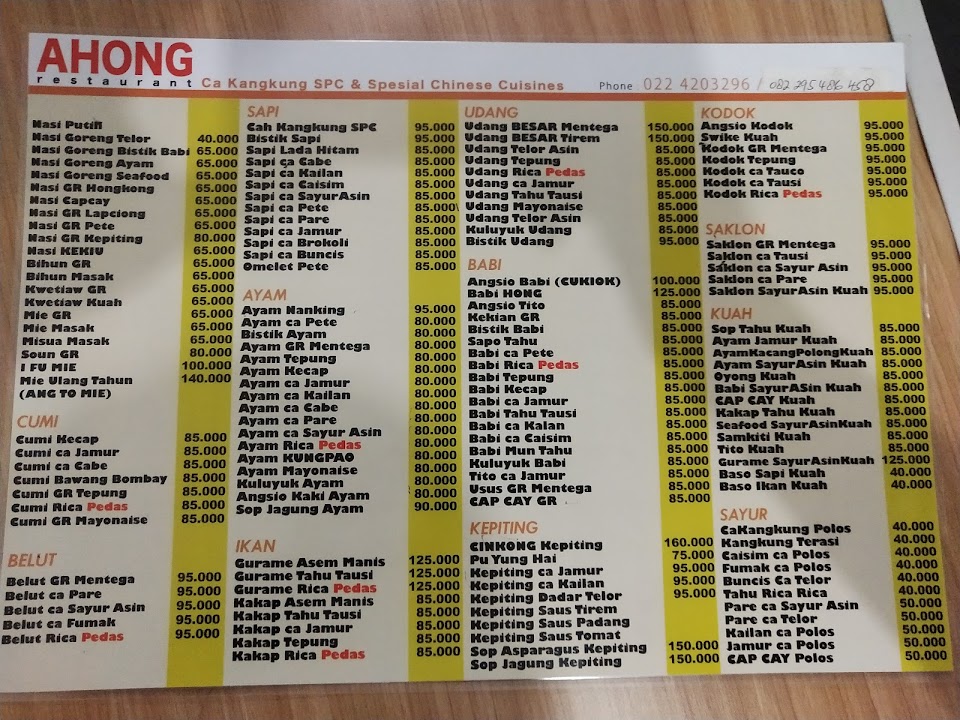 AHONG
restaurant Ca Kangkung SPC & Spesial Chinese Cuisines
Phone 022 4203296 / 082 295 486 458
Nasi Putih
Nasi Goreng Telor 40.000
Nasi Goreng Bistik Babi 65.000
Nasi Goreng Ayam 65.000
Nasi Goreng Seafood 65.000
Nasi GR Hongkong 65.000
Nasi Capcay 65.000
Nasi GR Lapciong 65.000
Nasi GR Pete 65.000
Nasi GR Kepiting 80.000
Nasi KEKIU 65.000
Bihun GR 65.000
Bihun Masak 65.000
Kwetiaw GR 65.000
Kwetiaw Kuah 65.000
Mie GR 65.000
Mie Masak 65.000
Misua Masak 65.000
Soun GR 80.000
I FU MIE 100.000
Mie Ulang Tahun 140.000
(ANG TO MIE)
CUMI
Cumi Kecap 85.000
Cumi ca Jamur 85.000
Cumi ca Cabe 85.000
Cumi Bawang Bombay 85.000
Cumi GR Tepung 85.000
Cumi Rica Pedas 85.000
Cumi GR Mayonaise 85.000
BELUT
Belut GR Mentega 95.000
Belut ca Pare 95.000
Belut ca Sayur Asin 95.000
Belut ca Fumak 95.000
Belut Rica Pedas 95.000
SAPI
Cah Kangkung SPC 95.000
Bistik Sapi 95.000
Sapi Lada Hitam 85.000
Sapi ca Cabe 85.000
Sapi ca Kailan 85.000
Sapi ca Caisim 85.000
Sapi ca SayurAsin 85.000
Sapi ca Pete 85.000
Sapi ca Pare 85.000
Sapi ca Jamur 85.000
Sapi ca Brokoli 85.000
Sapi ca Buncis 85.000
Omelet Pete 85.000
AYAM
Ayam Nanking 95.000
Ayam ca Pete 80.000
Bistik Ayam 80.000
Ayam GR Mentega 80.000
Ayam Tepung 80.000
Ayam Kecap 80.000
Ayam ca Jamur 80.000
Ayam ca Kailan 80.000
Ayam ca Cabe 80.000
Ayam ca Pare 80.000
Ayam ca Sayur Asin 80.000
Ayam Rica Pedas 80.000
Ayam KUNGPAO 80.000
Ayam Mayonaise 80.000
Kuluyuk Ayam 80.000
Angsio Kaki Ayam 80.000
Sop Jagung Ayam 90.000
IKAN
Gurame Asem Manis 125.000
Gurame Tahu Tausi 125.000
Gurame Rica Pedas 125.000
Kakap Asem Manis 85.000
Kakap Tahu Tausi 85.000
Kakap ca Jamur 85.000
Kakap Tepung 85.000
Kakap Rica Pedas 85.000
UDANG
Udang BESAR Mentega 150.000
Udang BESAR Tirem 150.000
Udang Telor Asin 85.000
Udang Tepung 85.000
Udang Rica Pedas 85.000
Udang ca Jamur 85.000
Udang Tahu Tausi 85.000
Udang Mayonaise 85.000
Udang Telor Asin 85.000
Kuluyuk Udang 85.000
Bistik Udang 95.000
BABI
Angsio Babi (CUKIOK) 100.000
Babi HONG 125.000
Angsio Tito 85.000
Kekian GR 85.000
Bistik Babi 85.000
Sapo Tahu 85.000
Babi ca Pete 85.000
Babi Rica Pedas 85.000
Babi Tepung 85.000
Babi Kecap 85.000
Babi ca Jamur 85.000
Babi Tahu Tausi 85.000
Babi ca Kalan 85.000
Babi ca Caisim 85.000
Babi Mun Tahu 85.000
Kuluyuk Babi 85.000
Tito ca Jamur 85.000
Usus GR Mentega 85.000
CAP CAY GR 85.000
KEPITING
CINKONG Kepiting 160.000
Pu Yung Hai 75.000
Kepiting ca Jamur 95.000
Kepiting ca Kailan 95.000
Kepiting Dadar Telor 95.000
Kepiting Saus Tirem
Kepiting Saus Padang
Kepiting Saus Tomat
Sop Asparagus Kepiting 150.000
Sop Jagung Kepiting 150.000
KODOK
Angsio Kodok 95.000
Swike Kuah 95.000
Kodok GR Mentega 95.000
Kodok Tepung 95.000
Kodok ca Tauco 95.000
Kodok ca Tausi 95.000
Kodok Rica Pedas 95.000
SAKLON
Saklon GR Mentega 95.000
Saklon ca Tausi 95.000
Saklon ca Sayur Asin 95.000
Saklon ca Pare 95.000
Saklon SayurAsin Kuah 95.000
KUAH
Sop Tahu Kuah 85.000
Ayam Jamur Kuah 85.000
AyamKacangPolongKuah 85.000
Ayam SayurASin Kuah 85.000
Oyong Kuah 85.000
Babi SayurASin Kuah 85.000
CAP CAY Kuah 85.000
Kakap Tahu Kuah 85.000
Seafood SayurAsinKuah 85.000
Samkiti Kuah 85.000
Tito Kuah 85.000
Gurame SayurAsinKuah 125.000
Baso Sapi Kuah 40.000
Baso Ikan Kuah 40.000
SAYUR
CaKangkung Polos 40.000
Kangkung Terasi 40.000
Caisim ca Polos 40.000
Fumak ca Polos 40.000
Buncis Ca Telor 40.000
Tahu Rica Rica 40.000
Pare ca Sayur Asin 50.000
Pare ca Telor 50.000
Kailan ca Polos 50.000
Jamur ca Polos 50.000
CAP CAY Polos 50.000